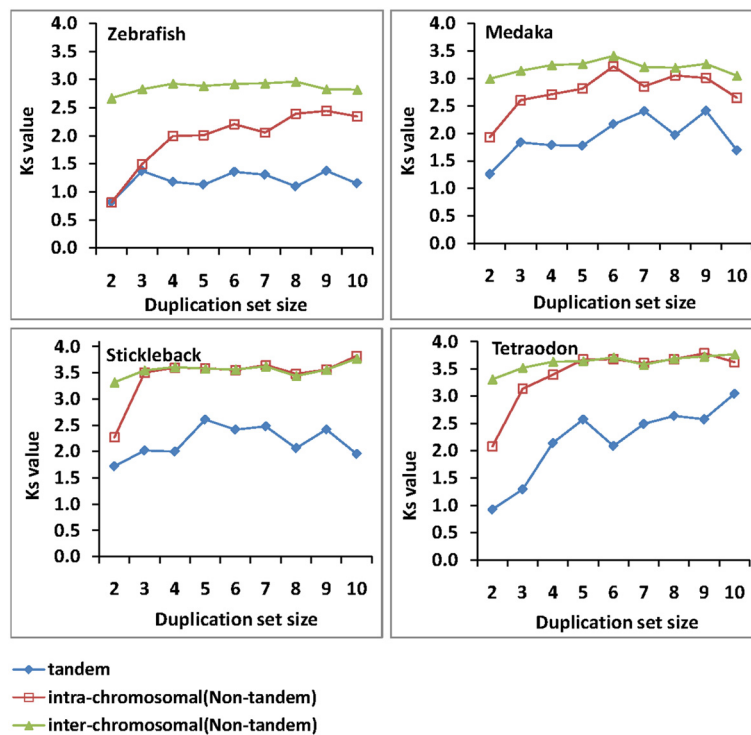 Zebrafish
Ks value
4.0
3.5
3.0
2.5
2.0
1.5
1.0
0.5
0.0
2 3 4 5 6 7 8 9 10
Duplication set size
Medaka
Ks value
4.0
3.5
3.0
2.5
2.0
1.5
1.0
0.5
0.0
2 3 4 5 6 7 8 9 10
Duplication set size
Stickleback
Ks value
4.0
3.5
3.0
2.5
2.0
1.5
1.0
0.5
0.0
2 3 4 5 6 7 8 9 10
Duplication set size
Tetraodon
Ks value
4.0
3.5
3.0
2.5
2.0
1.5
1.0
0.5
0.0
2 3 4 5 6 7 8 9 10
Duplication set size
tandem
intra-chromosomal(Non-tandem)
inter-chromosomal(Non-tandem)